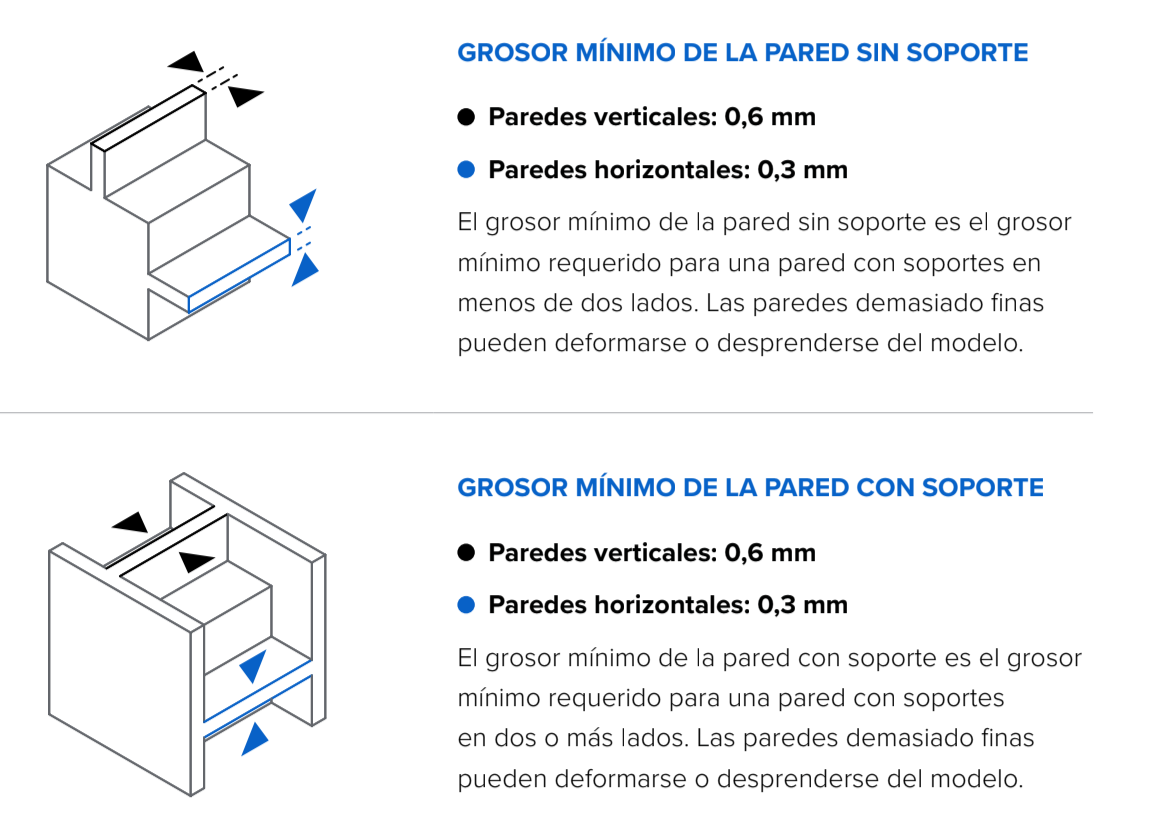 GROSOR MÍNIMO DE LA PARED SIN SOPORTE
Paredes verticales: 0,6 mm
Paredes horizontales: 0,3 mm
El grosor mínimo de la pared sin soporte es el grosor
mínimo requerido para una pared con soportes en
menos de dos lados. Las paredes demasiado finas
pueden deformarse o desprenderse del modelo.
GROSOR MÍNIMO DE LA PARED CON SOPORTE
Paredes verticales: 0,6 mm
Paredes horizontales: 0,3 mm
El grosor mínimo de la pared con soporte es el grosor
mínimo requerido para una pared con soportes
en dos o más lados. Las paredes demasiado finas
pueden deformarse o desprenderse del modelo.